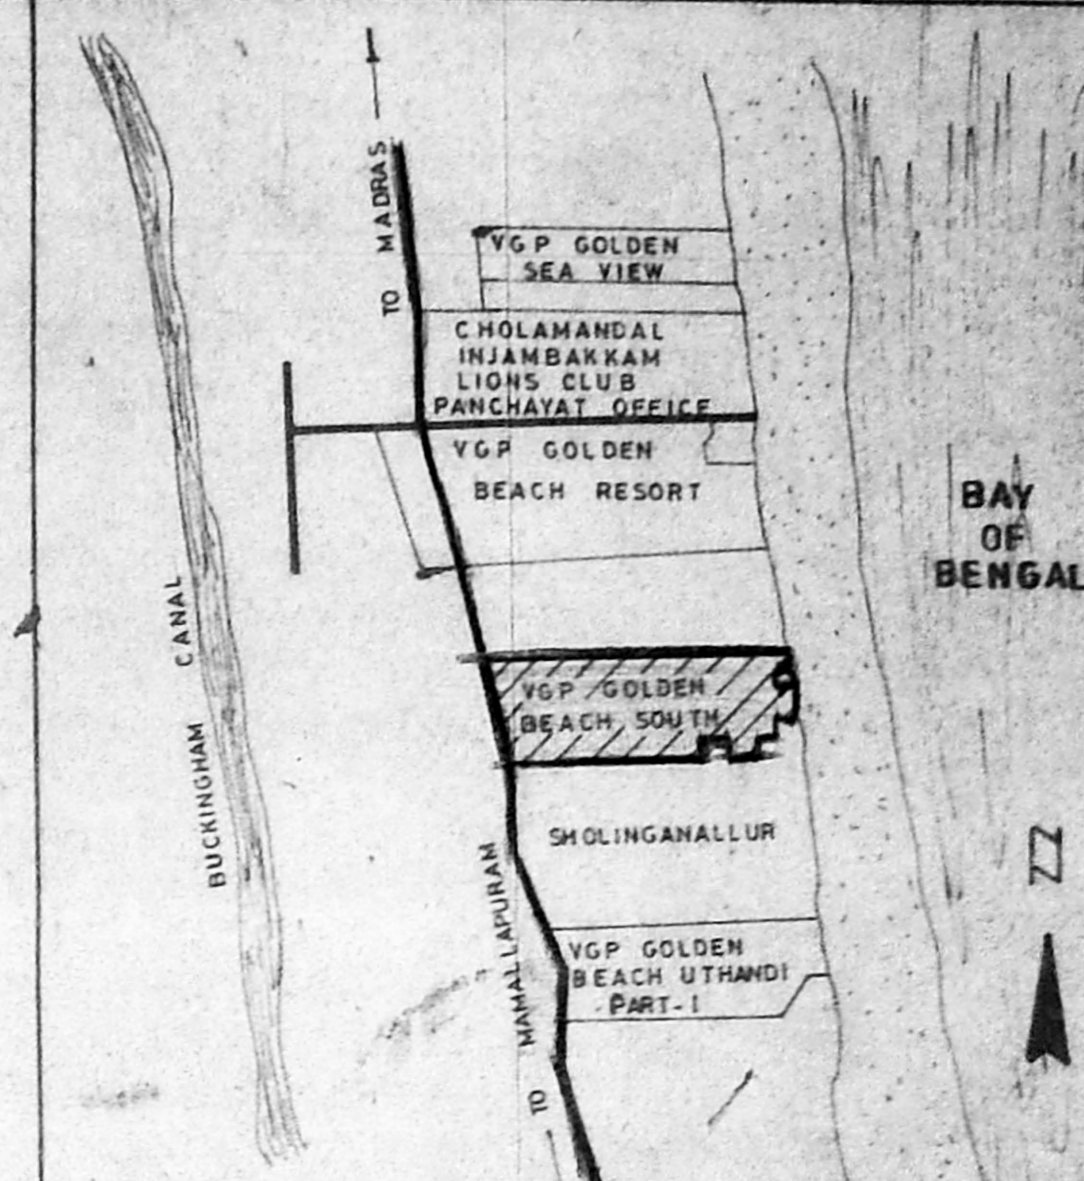 TO MADRAS
VGP GOLDEN
SEA VIEW
CHOLAMANDAL
INJAMBAKKAM
LIONS CLUB
PANCHAYAT OFFICE
VGP GOLDEN
BEACH RESORT
BAY
OF
BENGAL
BUCKINGHAM CANAL
VGP GOLDEN
BEACH SOUTH
SHOLINGANALLUR
TO MAMALLAPURAM
VGP GOLDEN
BEACH UTHANDI
PART-I
N